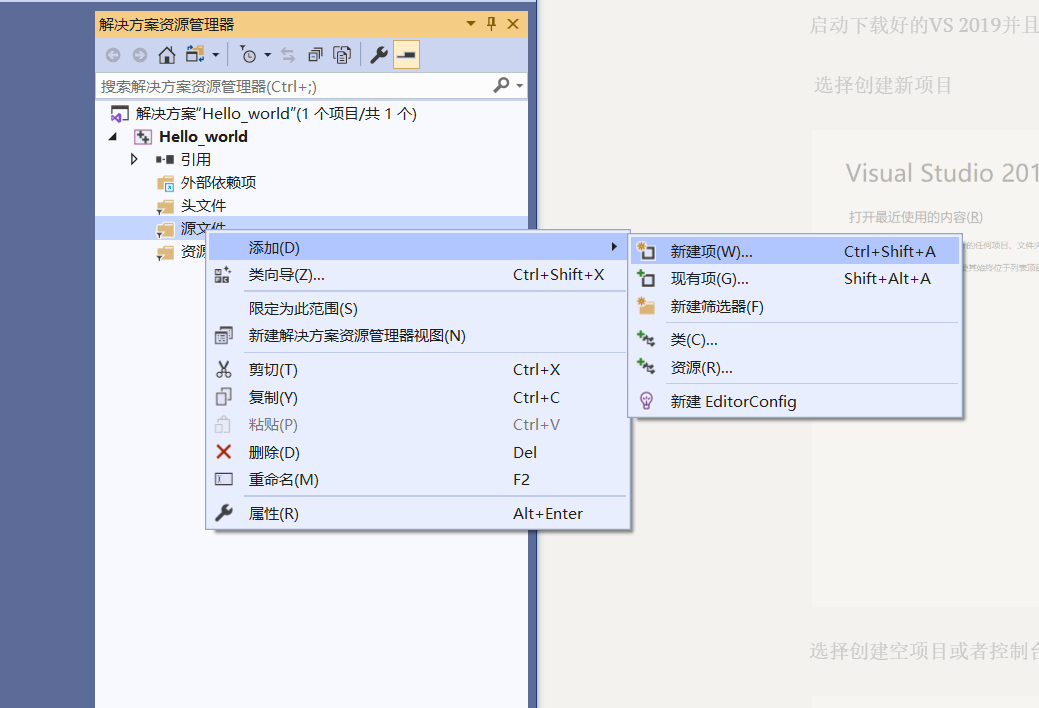 解决方案资源管理器
搜索解决方案资源管理器(Ctrl+;)
解决方案"Hello_world"(1 个项目/共 1 个)
Hello_world
引用
外部依赖项
头文件
源文件
资源
添加(D)
类向导(Z)... Ctrl+Shift+X
限定为此范围(S)
新建解决方案资源管理器视图(N)
剪切(T) Ctrl+X
复制(Y) Ctrl+C
粘贴(P) Ctrl+V
删除(D) Del
重命名(M) F2
属性(R) Alt+Enter
新建项(W)... Ctrl+Shift+A
现有项(G)... Shift+Alt+A
新建筛选器(F)
类(C)...
资源(R)...
新建 EditorConfig
启动下载好的VS 2019并且
选择创建新项目
Visual Studio 201
打开最近使用的内容(R)
的任何项目、文件夹
选择创建空项目或者控制台